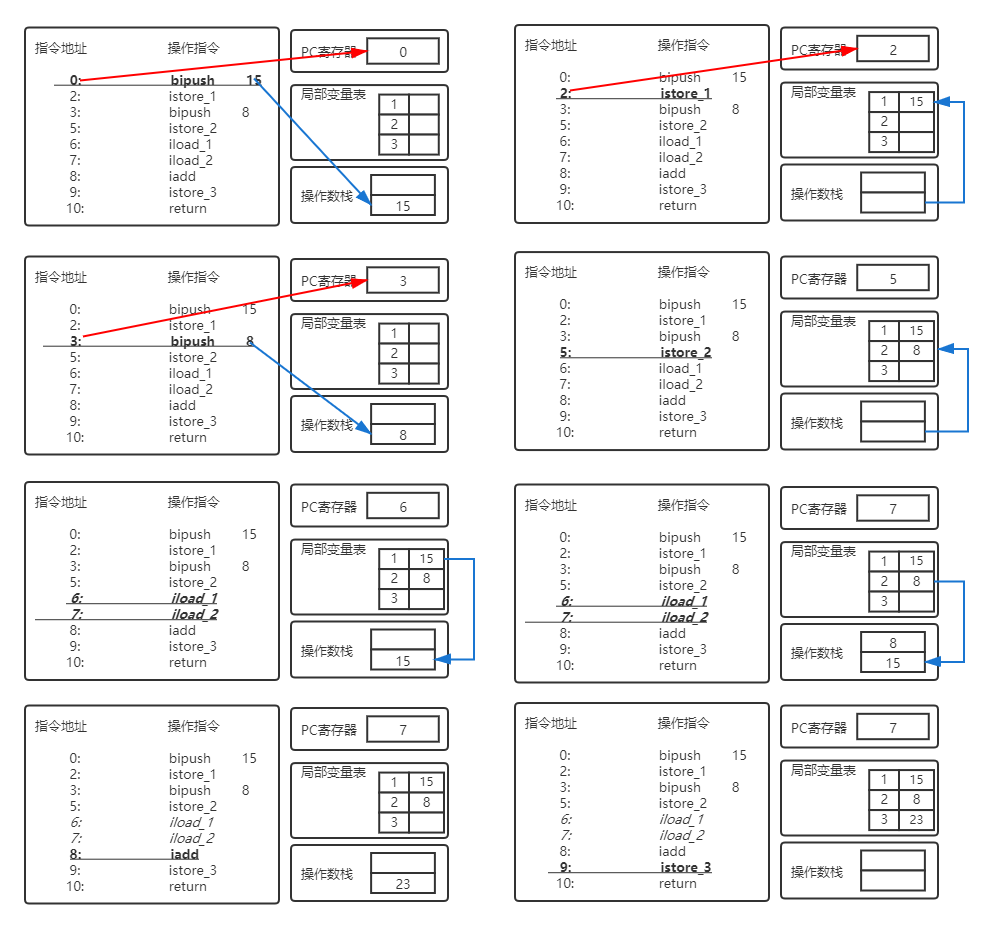 指令地址 操作指令
0: bipush 15
2: istore_1
3: bipush 8
5: istore_2
6: iload_1
7: iload_2
8: iadd
9: istore_3
10: return
PC寄存器 0
局部变量表
1
2
3
操作数栈
15
指令地址 操作指令
0: bipush 15
2: istore_1
3: bipush 8
5: istore_2
6: iload_1
7: iload_2
8: iadd
9: istore_3
10: return
PC寄存器 2
局部变量表
1 15
2
3
操作数栈
指令地址 操作指令
0: bipush 15
2: istore_1
3: bipush 8
5: istore_2
6: iload_1
7: iload_2
8: iadd
9: istore_3
10: return
PC寄存器 3
局部变量表
1
2
3
操作数栈
8
指令地址 操作指令
0: bipush 15
2: istore_1
3: bipush 8
5: istore_2
6: iload_1
7: iload_2
8: iadd
9: istore_3
10: return
PC寄存器 5
局部变量表
1 15
2 8
3
操作数栈
指令地址 操作指令
0: bipush 15
2: istore_1
3: bipush 8
5: istore_2
6: iload_1
7: iload_2
8: iadd
9: istore_3
10: return
PC寄存器 6
局部变量表
1 15
2 8
3
操作数栈
15
指令地址 操作指令
0: bipush 15
2: istore_1
3: bipush 8
5: istore_2
6: iload_1
7: iload_2
8: iadd
9: istore_3
10: return
PC寄存器 7
局部变量表
1 15
2 8
3
操作数栈
8
15
指令地址 操作指令
0: bipush 15
2: istore_1
3: bipush 8
5: istore_2
6: iload_1
7: iload_2
8: iadd
9: istore_3
10: return
PC寄存器 7
局部变量表
1 15
2 8
3
操作数栈
23
指令地址 操作指令
0: bipush 15
2: istore_1
3: bipush 8
5: istore_2
6: iload_1
7: iload_2
8: iadd
9: istore_3
10: return
PC寄存器 7
局部变量表
1 15
2 8
3 23
操作数栈